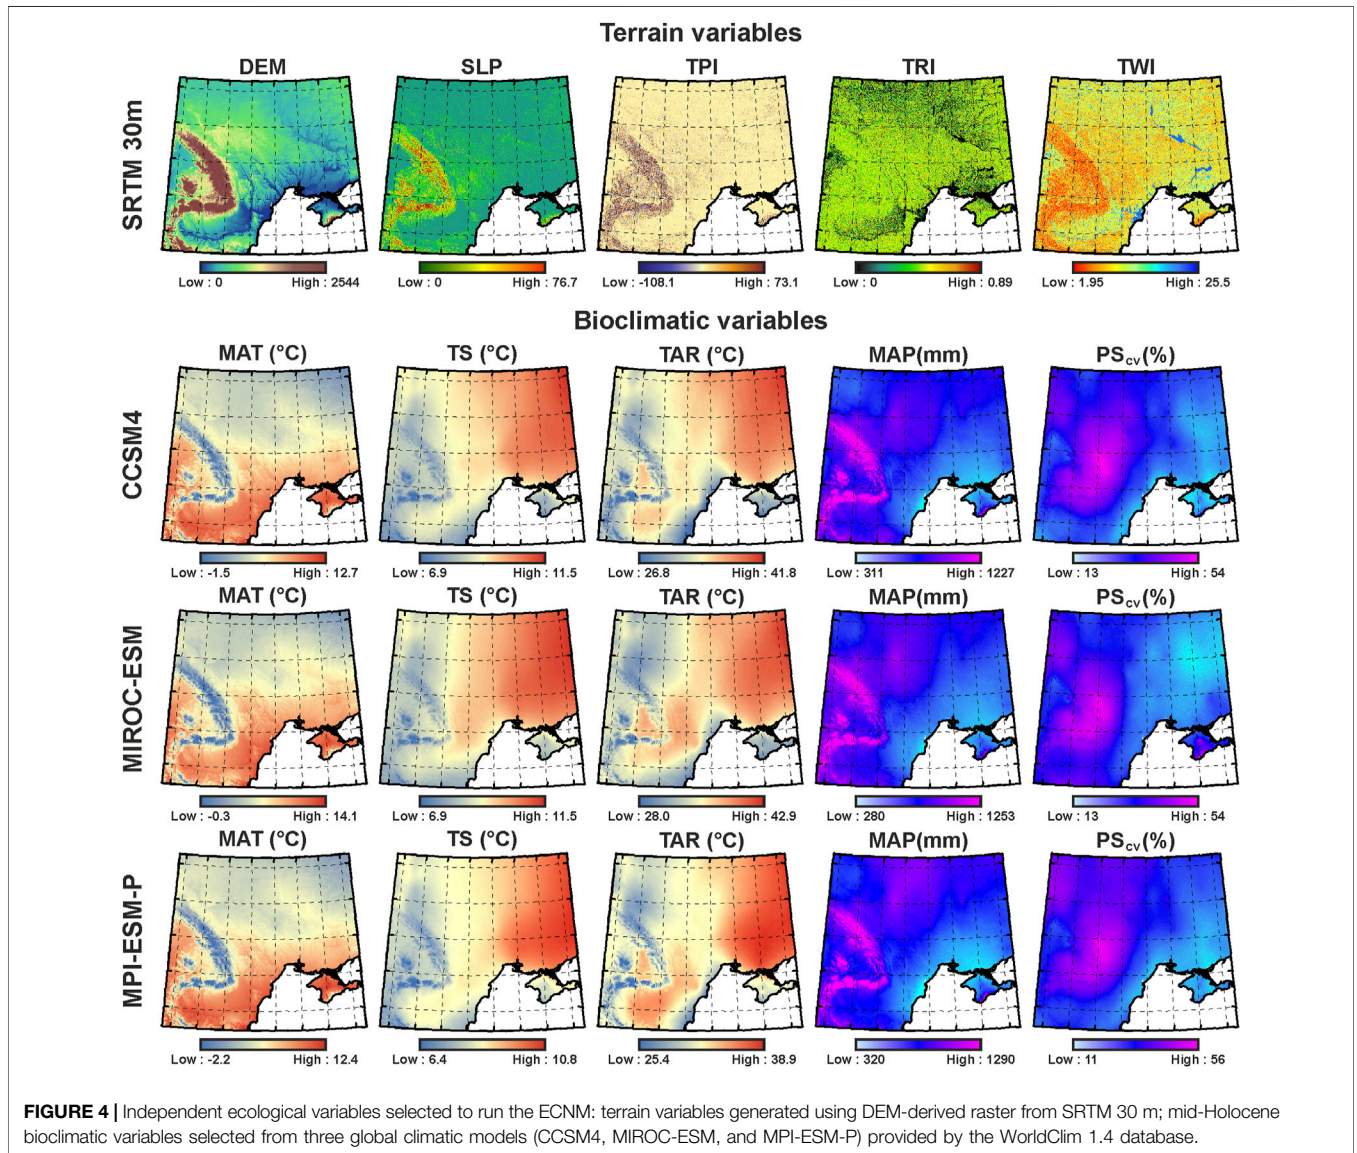 Terrain variables
DEM SLP TPI TRI TWI
SRTM 30m
Low : 0 High : 2544 Low : 0 High : 76.7 Low : -108.1 High : 73.1 Low : 0 High : 0.89 Low : 1.95 High : 25.5
Bioclimatic variables
MAT (°C) TS (°C) TAR (°C) MAP(mm) PScv(%)
CCSM4
Low : -1.5 High : 12.7 Low : 6.9 High : 11.5 Low : 26.8 High : 41.8 Low : 311 High : 1227 Low : 13 High : 54
MAT (°C) TS (°C) TAR (°C) MAP(mm) PScv(%)
MIROC-ESM
Low : -0.3 High : 14.1 Low : 6.9 High : 11.5 Low : 28.0 High : 42.9 Low : 280 High : 1253 Low : 13 High : 54
MAT (°C) TS (°C) TAR (°C) MAP(mm) PScv(%)
MPI-ESM-P
Low : -2.2 High : 12.4 Low : 6.4 High : 10.8 Low : 25.4 High : 38.9 Low : 320 High : 1290 Low : 11 High : 56
FIGURE 4 | Independent ecological variables selected to run the ECNM: terrain variables generated using DEM-derived raster from SRTM 30 m; mid-Holocene
bioclimatic variables selected from three global climatic models (CCSM4, MIROC-ESM, and MPI-ESM-P) provided by the WorldClim 1.4 database.